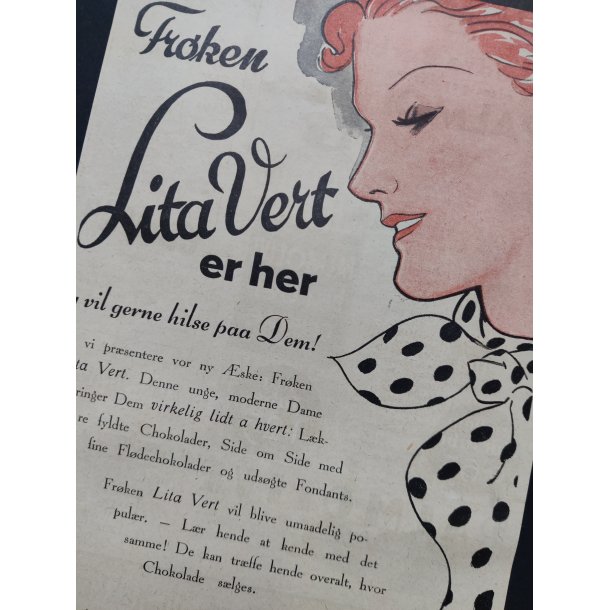 Frøken
Lita Vert
er her
vil gerne hilse paa Dem!
vi præsentere vor ny Æske: Frøken
Lita Vert. Denne unge, moderne Dame
ringer Dem virkelig lidt a hvert: Læk-
re fyldte Chokolader, Side om Side med
fine Flødechokolader og udsøgte Fondants.
Frøken Lita Vert vil blive umaadelig po-
pulær. — Lær hende at kende med det
samme! De kan træffe hende overalt, hvor
Chokolade sælges.